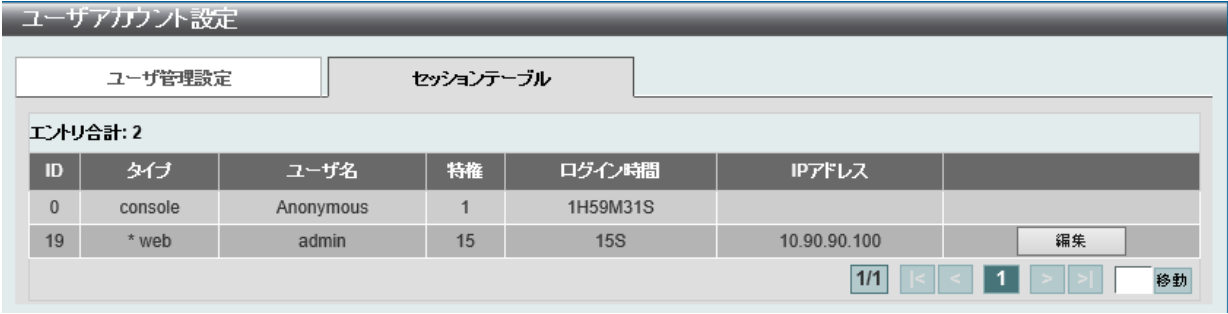 ユーザアカウント設定
ユーザ管理設定 セッションテーブル
エントリ合計: 2
ID タイプ ユーザ名 特権 ログイン時間 IPアドレス
0 console Anonymous 1 1H59M31S
19 * web admin 15 15S 10.90.90.100 編集
1/1 |< < 1 > >| 移動